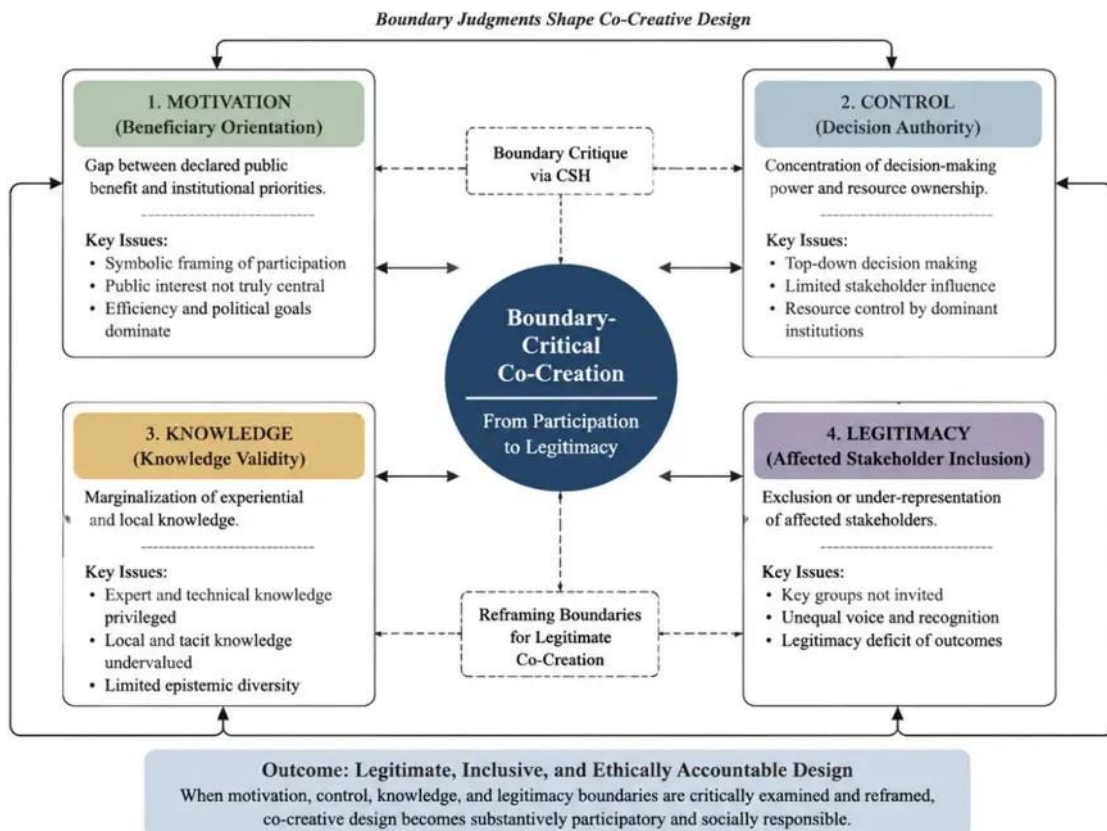 Boundary Judgments Shape Co-Creative Design
1. MOTIVATION
(Beneficiary Orientation)
Gap between declared public
benefit and institutional priorities.
Key Issues:
• Symbolic framing of participation
• Public interest not truly central
• Efficiency and political goals
dominate
Boundary Critique
via CSH
2. CONTROL
(Decision Authority)
Concentration of decision-making
power and resource ownership.
Key Issues:
• Top-down decision making
• Limited stakeholder influence
• Resource control by dominant
institutions
Boundary-
Critical
Co-Creation
From Participation
to Legitimacy
3. KNOWLEDGE
(Knowledge Validity)
Marginalization of experiential
and local knowledge.
Key Issues:
• Expert and technical knowledge
privileged
• Local and tacit knowledge
undervalued
• Limited epistemic diversity
Reframing Boundaries
for Legitimate
Co-Creation
4. LEGITIMACY
(Affected Stakeholder Inclusion)
Exclusion or under-representation
of affected stakeholders.
Key Issues:
• Key groups not invited
• Unequal voice and recognition
• Legitimacy deficit of outcomes
Outcome: Legitimate, Inclusive, and Ethically Accountable Design
When motivation, control, knowledge, and legitimacy boundaries are critically examined and reframed,
co-creative design becomes substantively participatory and socially responsible.